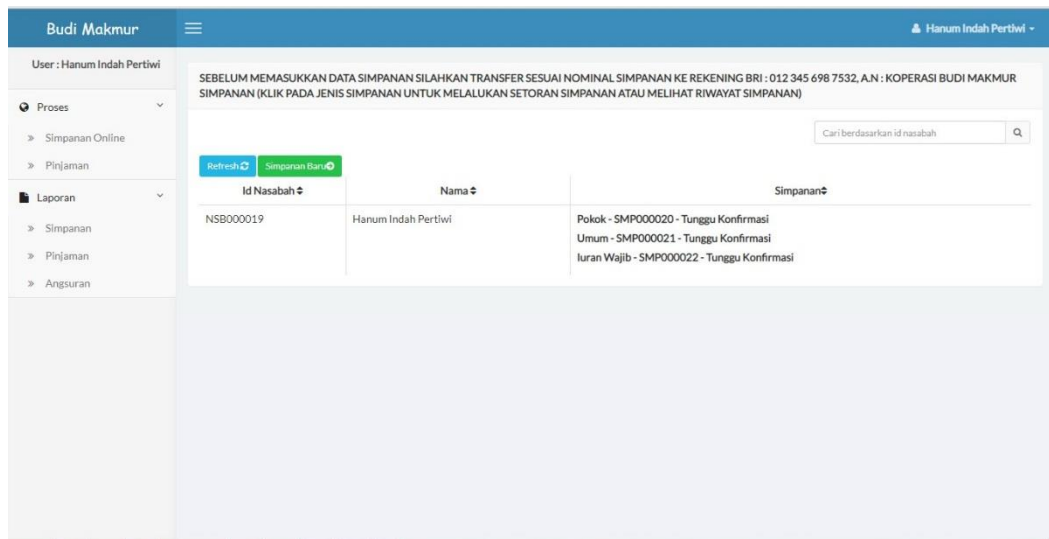 Budi Makmur
Hanum Indah Pertiwi
User : Hanum Indah Pertiwi
Proses
Simpanan Online
Pinjaman
Laporan
Simpanan
Pinjaman
Angsuran
SEBELUM MEMASUKKAN DATA SIMPANAN SILAHKAN TRANSFER SESUAI NOMINAL SIMPANAN KE REKENING BRI : 012 345 698 7532, A.N : KOPERASI BUDI MAKMUR
SIMPANAN (KLIK PADA JENIS SIMPANAN UNTUK MELALUKAN SETORAN SIMPANAN ATAU MELIHAT RIWAYAT SIMPANAN)
Cari berdasarkan id nasabah
Refresh Simpanan Baru
Id Nasabah Nama Simpanan
NSB000019 Hanum Indah Pertiwi Pokok - SMP000020 - Tunggu Konfirmasi
Umum - SMP000021 - Tunggu Konfirmasi
Iuran Wajib - SMP000022 - Tunggu Konfirmasi